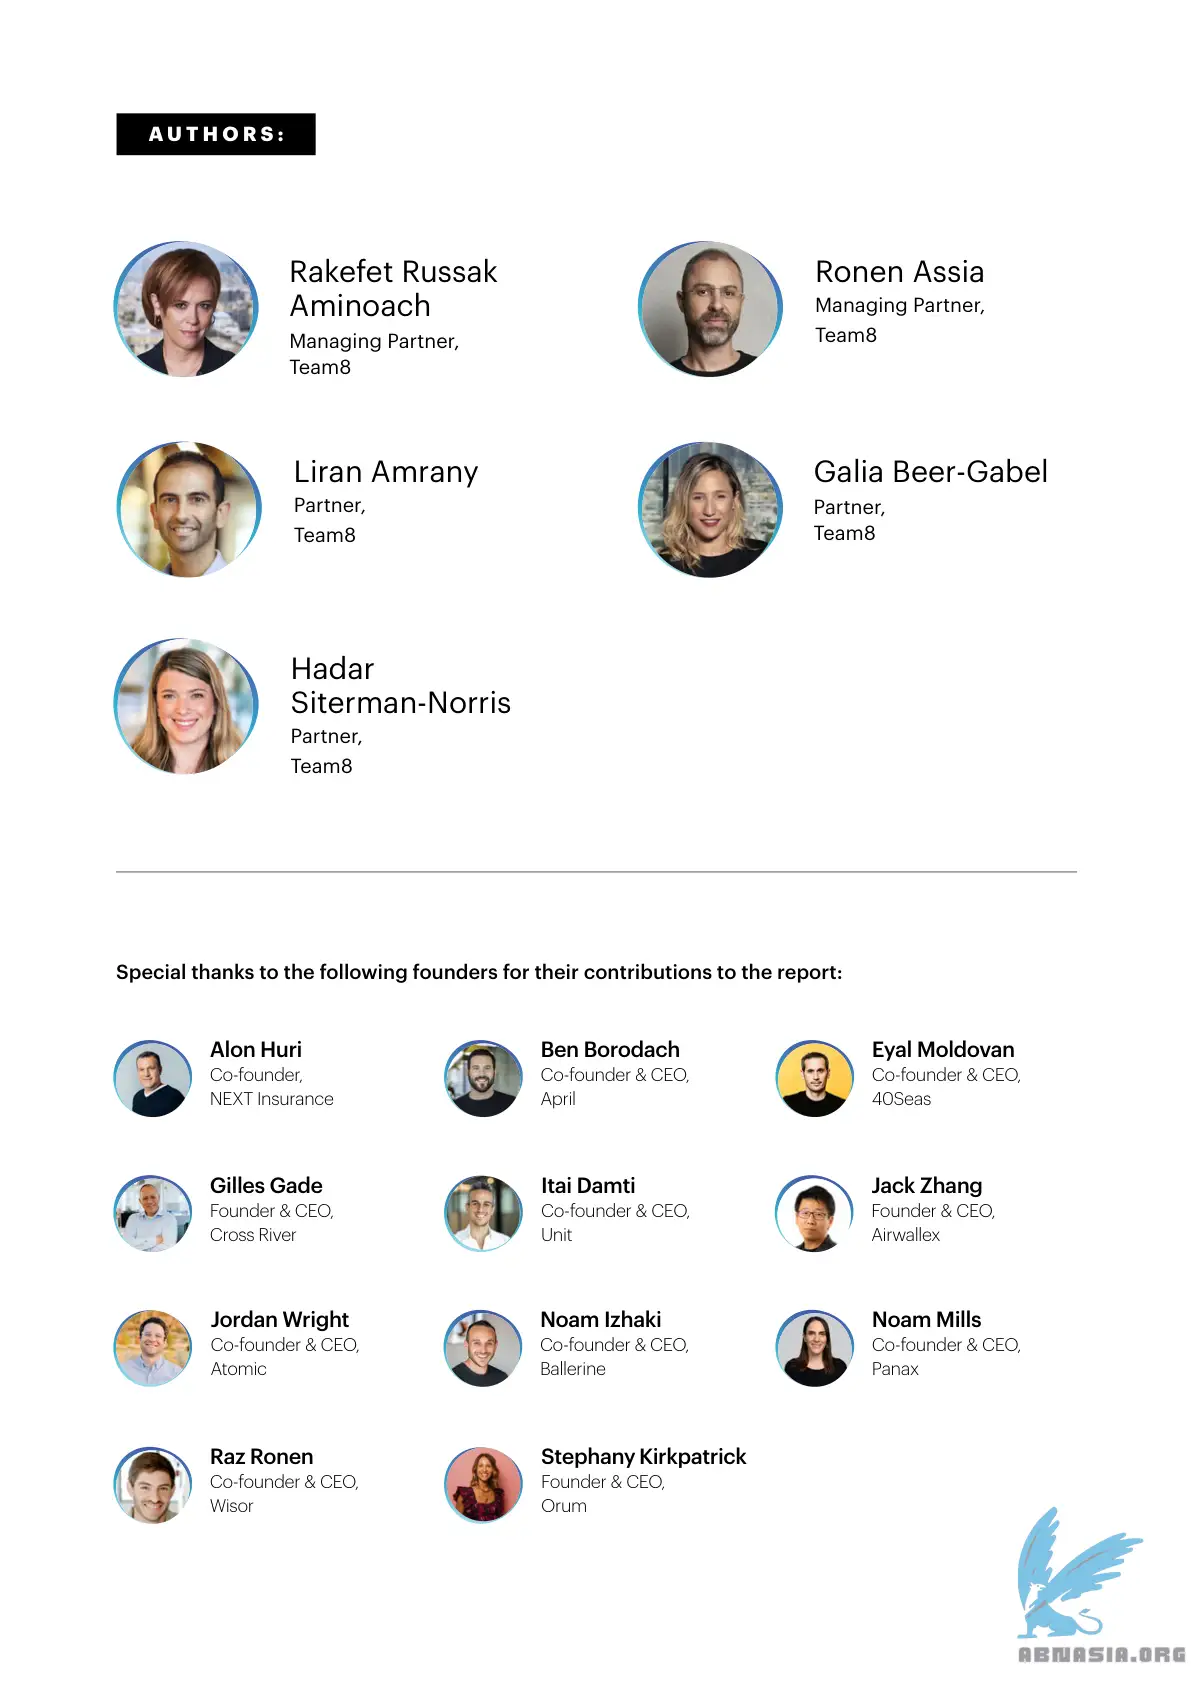 AUTHORS:
Rakefet Russak
Aminoach
Managing Partner,
Team8
Ronen Assia
Managing Partner,
Team8
Liran Amrany
Partner,
Team8
Galia Beer-Gabel
Partner,
Team8
Hadar
Siterman-Norris
Partner,
Team8
Special thanks to the following founders for their contributions to the report:
Alon Huri
Co-founder,
NEXT Insurance
Ben Borodach
Co-founder & CEO,
April
Eyal Moldovan
Co-founder & CEO,
40Seas
Gilles Gade
Founder & CEO,
Cross River
Itai Damti
Co-founder & CEO,
Unit
Jack Zhang
Founder & CEO,
Airwallex
Jordan Wright
Co-founder & CEO,
Atomic
Noam Izhaki
Co-founder & CEO,
Ballerine
Noam Mills
Co-founder & CEO,
Panax
Raz Ronen
Co-founder & CEO,
Wisor
Stephany Kirkpatrick
Founder & CEO,
Orum
ABNASIA.ORG